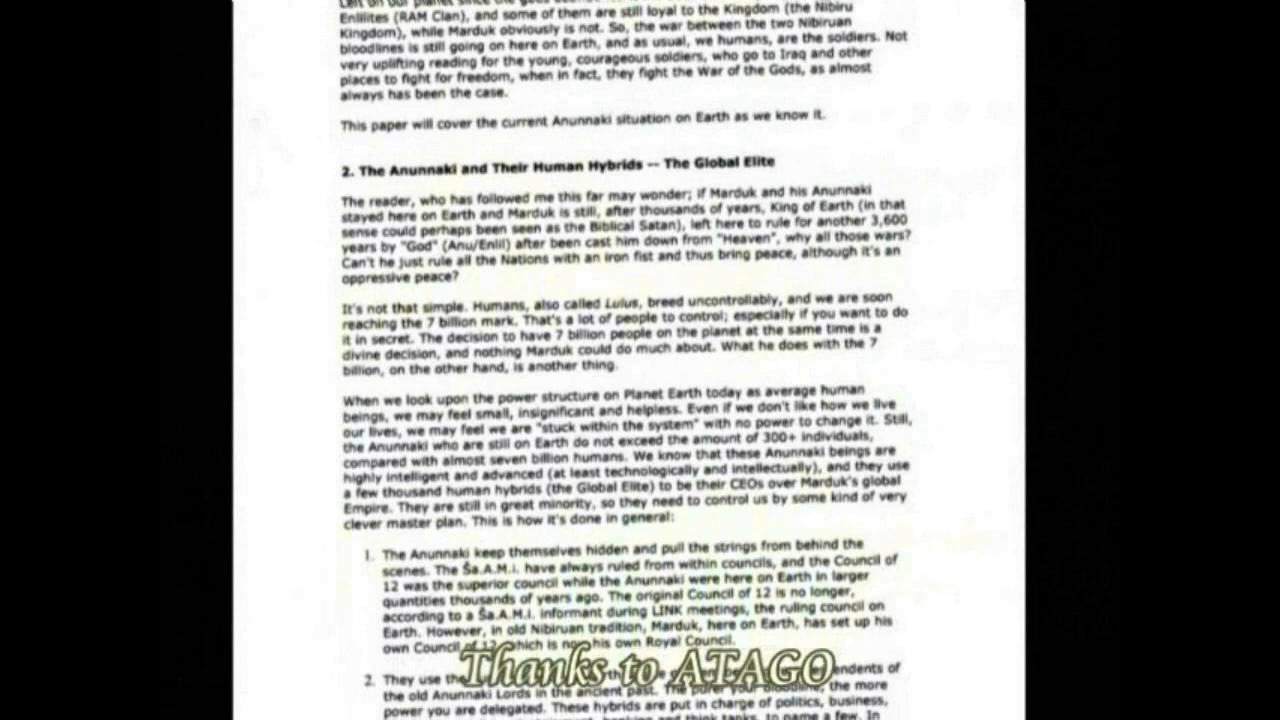 on our planet since the
Enlilites (RAM Clan), and some of them are still loyal to the Kingdom (the Nibiru
Kingdom), while Marduk obviously is not. So, the war between the two Nibiruan
bloodlines is still going on here on Earth, and as usual, we humans, are the soldiers. Not
very uplifting reading for the young, courageous soldiers, who go to Iraq and other
places to fight for freedom, when in fact, they fight the War of the Gods, as almost
always has been the case.
This paper will cover the current Anunnaki situation on Earth as we know it.
2. The Anunnaki and Their Human Hybrids -- The Global Elite
The reader, who has followed me this far may wonder; if Marduk and his Anunnaki
stayed here on Earth and Marduk is still, after thousands of years, King of Earth (in that
sense could perhaps been seen as the Biblical Satan), left here to rule for another 3,600
years by "God" (Anu/Enlil) after been cast him down from "Heaven", why all those wars?
Can't he just rule all the Nations with an iron fist and thus bring peace, although it's an
oppressive peace?
It's not that simple. Humans, also called Lulus, breed uncontrollably, and we are soon
reaching the 7 billion mark. That's a lot of people to control; especially if you want to do
it in secret. The decision to have 7 billion people on the planet at the same time is a
divine decision, and nothing Marduk could do much about. What he does with the 7
billion, on the other hand, is another thing.
When we look upon the power structure on Planet Earth today as average human
beings, we may feel small, insignificant and helpless. Even if we don't like how we live
our lives, we may feel we are "stuck within the system" with no power to change it. Still,
the Anunnaki who are still on Earth do not exceed the amount of 300+ individuals,
compared with almost seven billion humans. We know that these Anunnaki beings are
highly intelligent and advanced (at least technologically and intellectually), and they use
a few thousand human hybrids (the Global Elite) to be their CEOs over Marduk's global
Empire. They are still in great minority, so they need to control us by some kind of very
clever master plan. This is how it's done in general:
1. The Anunnaki keep themselves hidden and pull the strings from behind the
scenes. The Ša.A.M.i. have always ruled from within councils, and the Council of
12 was the superior council while the Anunnaki were here on Earth in larger
quantities thousands of years ago. The original Council of 12 is no longer,
according to a Ša.A.M.i. informant during LINK meetings, the ruling council on
Earth. However, in old Nibiruan tradition, Marduk, here on Earth, has set up his
own Council of 12, which is now his own Royal Council.
Thanks to ATAGO
2. They use the
the old Anunnaki Lords in the ancient past. The purer your bloodline, the more
power you are delegated. These hybrids are put in charge of politics, business,
banking and think tanks, to name a few. In